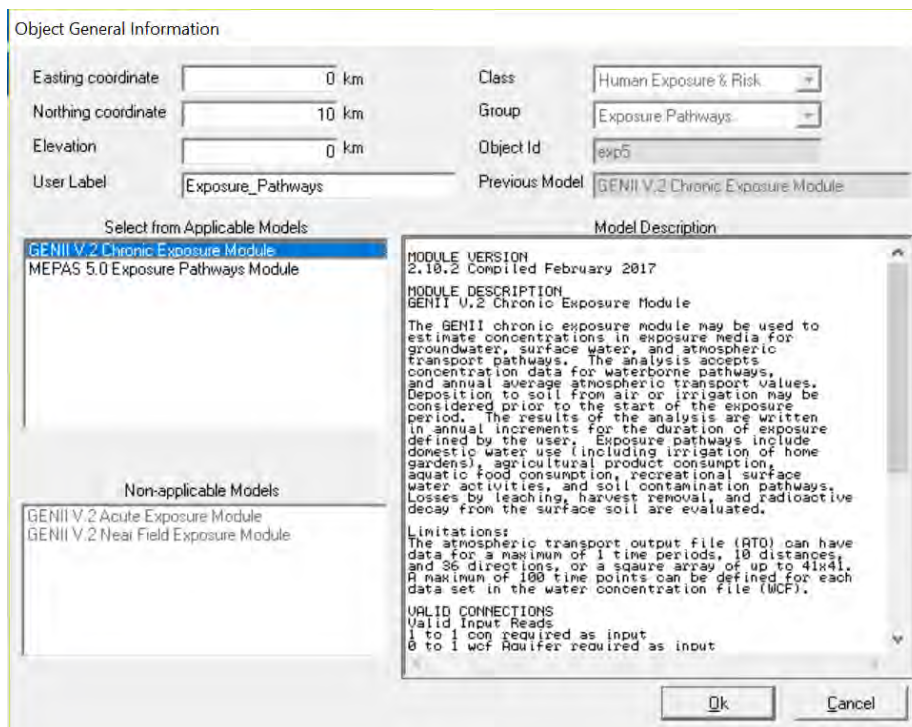 Object General Information
Easting coordinate 0 km Class Human Exposure & Risk
Northing coordinate 10 km Group Exposure Pathways
Elevation 0 km Object Id exp5
User Label Exposure_Pathways Previous Model GENII V.2 Chronic Exposure Module
Select from Applicable Models
GENII V.2 Chronic Exposure Module
MEPAS 5.0 Exposure Pathways Module
Non-applicable Models
GENII V.2 Acute Exposure Module
GENII V.2 Near Field Exposure Module
Model Description
MODULE VERSION
2.10.2 Compiled February 2017
MODULE DESCRIPTION
GENII V.2 Chronic Exposure Module
The GENII chronic exposure module may be used to
estimate concentrations in exposure media for
groundwater, surface water, and atmospheric
transport pathways. The analysis accepts
concentration data for waterborne pathways,
and annual average atmospheric transport values.
Deposition to soil from air or irrigation may be
considered prior to the start of the exposure
period. The results of the analysis are written
in annual increments for the duration of exposure
defined by the user. Exposure pathways include
domestic water use (including irrigation of home
gardens), agricultural product consumption,
aquatic food consumption, recreational surface
water activities, and soil contamination pathways.
Losses by leaching, harvest removal, and radioactive
decay from the surface soil are evaluated.
Limitations:
The atmospheric transport output file (ATO) can have
data for a maximum of 1 time periods, 10 distances,
and 36 directions, or a sqaure array of up to 41x41.
A maximum of 100 time points can be defined for each
data set in the water concentration file (WCF).
VALID CONNECTIONS
Valid Input Reads
1 to 1 con required as input
0 to 1 wcf Aquifer required as input
Ok Cancel